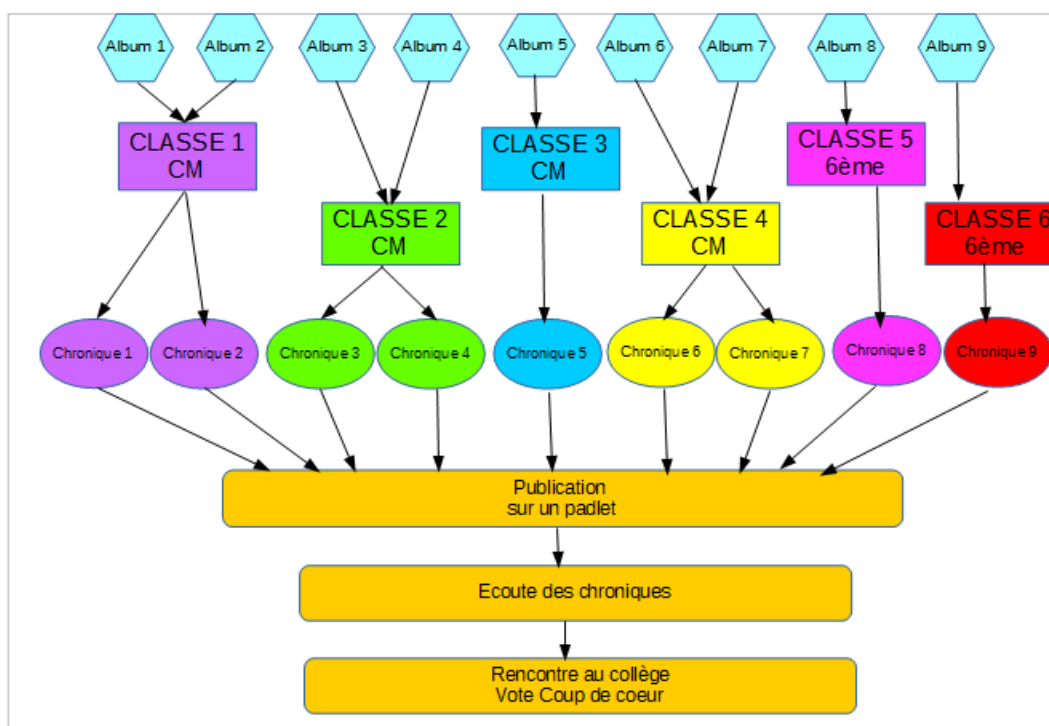 Album 1
Album 2
Album 3
Album 4
Album 5
Album 6
Album 7
Album 8
Album 9
CLASSE 1
CM
CLASSE 2
CM
CLASSE 3
CM
CLASSE 4
CM
CLASSE 5
6ème
CLASSE 6
6ème
Chronique 1
Chronique 2
Chronique 3
Chronique 4
Chronique 5
Chronique 6
Chronique 7
Chronique 8
Chronique 9
Publication
sur un padlet
Ecoute des chroniques
Rencontre au collège
Vote Coup de coeur